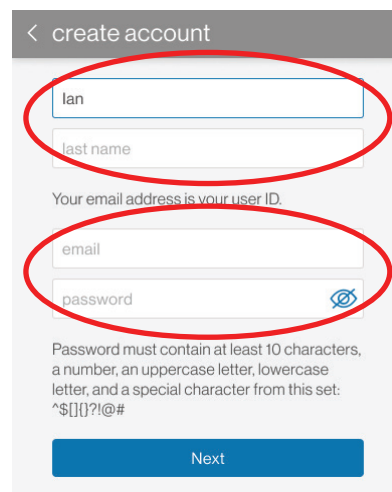 create account
Ian
last name
Your email address is your user ID.
email
password
Password must contain at least 10 characters,
a number, an uppercase letter, lowercase
letter, and a special character from this set:
^$[]{}?!@#
Next